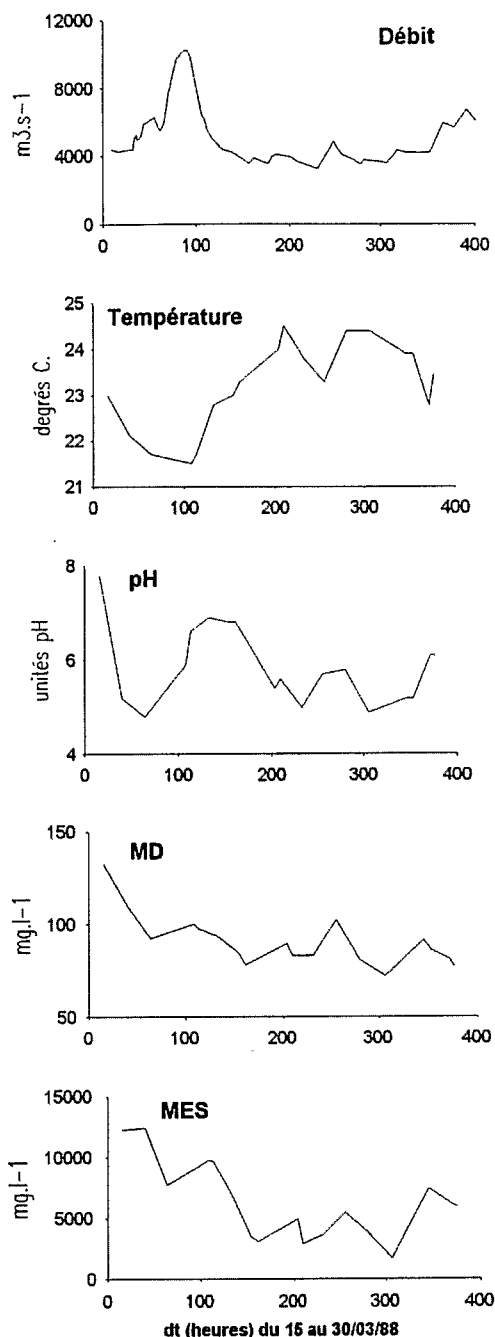 Débit
m3.s-1
12000
8000
4000
0
0 100 200 300 400
Température
degrés C.
25
24
23
22
21
0 100 200 300 400
pH
unités pH
8
6
4
0 100 200 300 400
MD
mg.l-1
150
100
50
0 100 200 300 400
MES
mg.l-1
15000
10000
5000
0
0 100 200 300 400
dt (heures) du 15 au 30/03/88